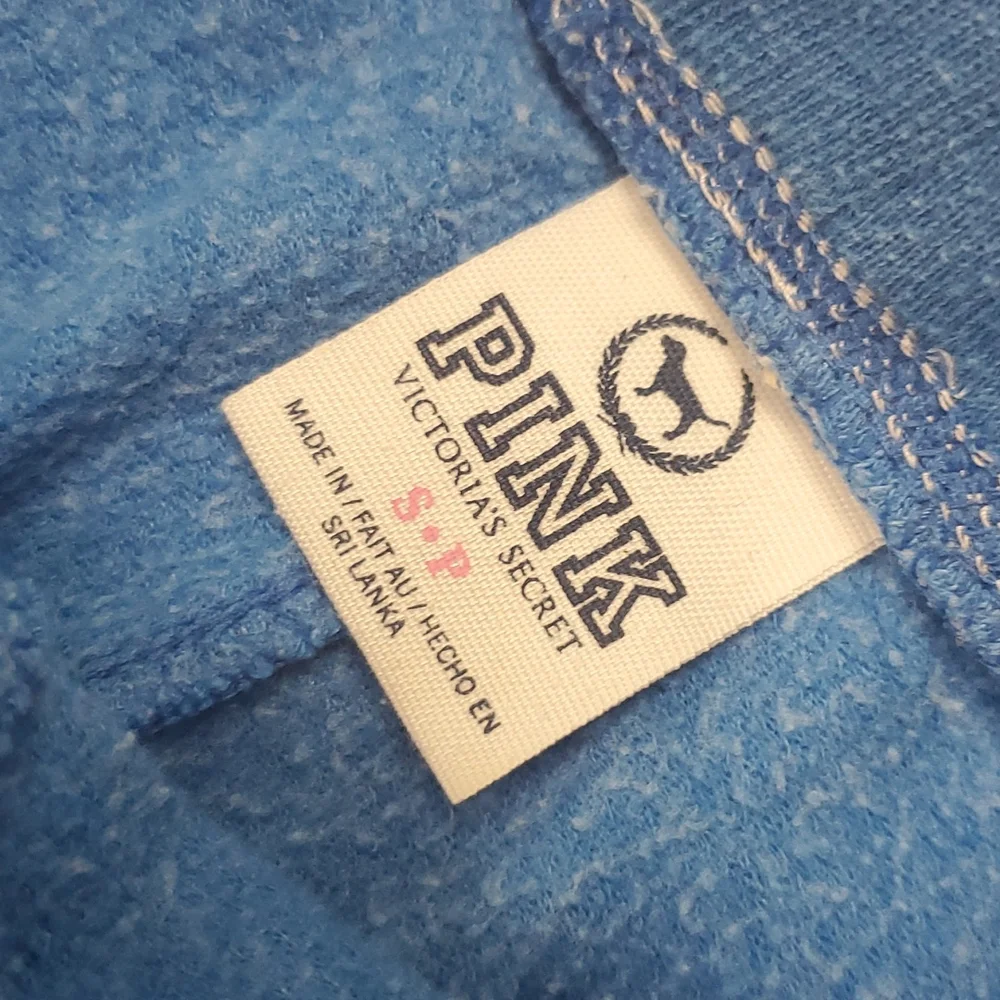 PINK
VICTORIA'S SECRET
S•P
MADE IN / FAIT AU / HECHO EN
SRI LANKA